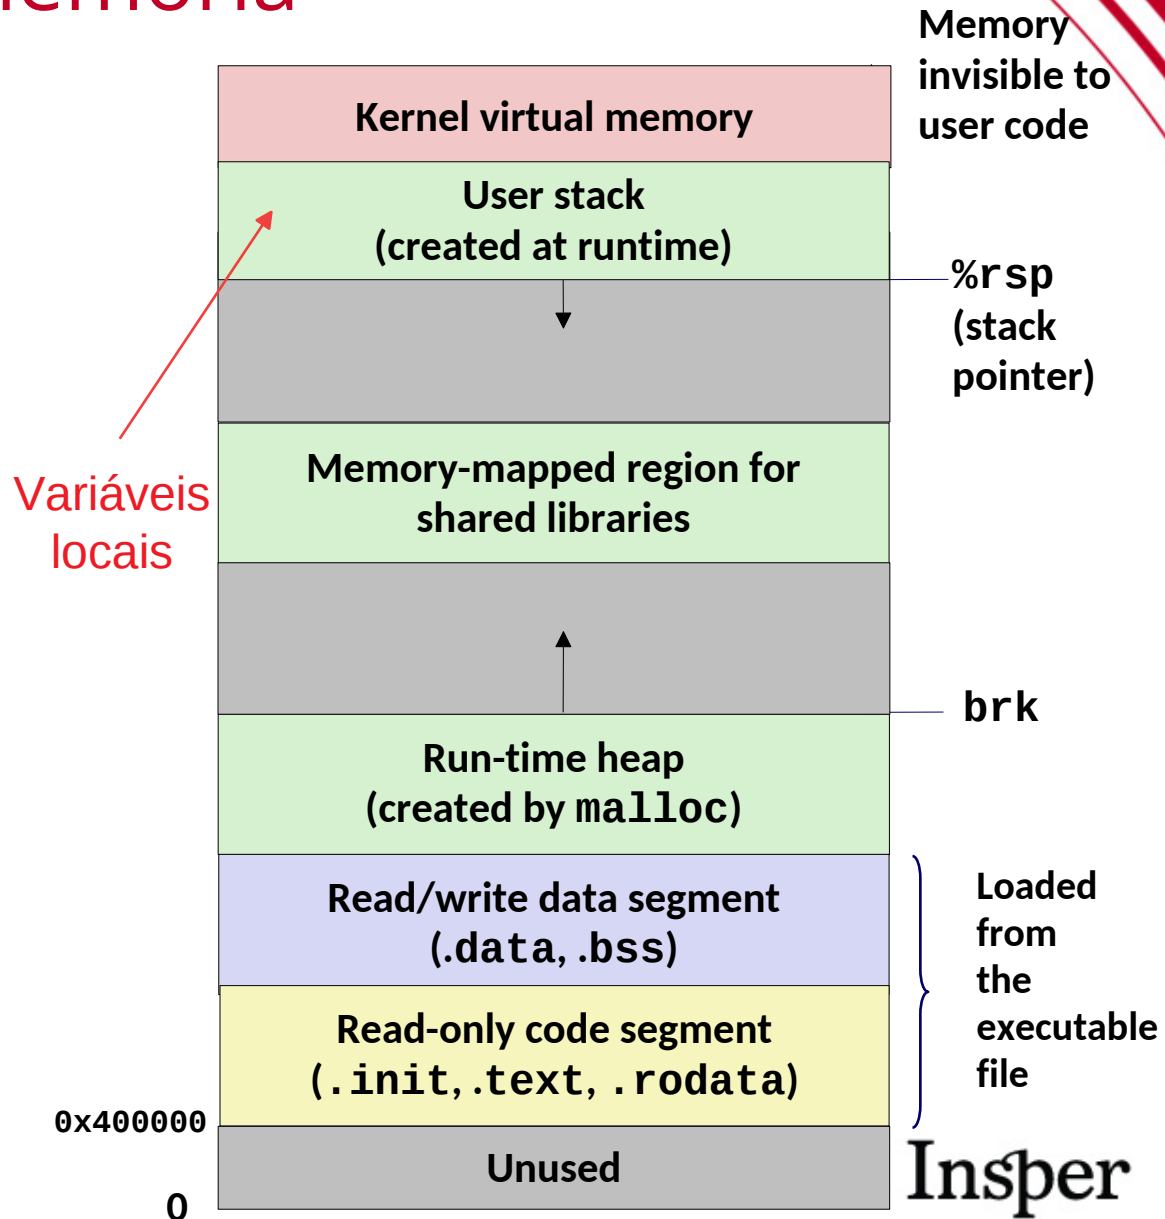 Memory
invisible to
user code
Kernel virtual memory
User stack
(created at runtime)
%rsp
(stack
pointer)
Variáveis
locais
Memory-mapped region for
shared libraries
brk
Run-time heap
(created by malloc)
Read/write data segment
(.data, .bss)
Loaded
from
the
executable
file
Read-only code segment
(.init, .text, .rodata)
0x400000
Unused
0
Insper